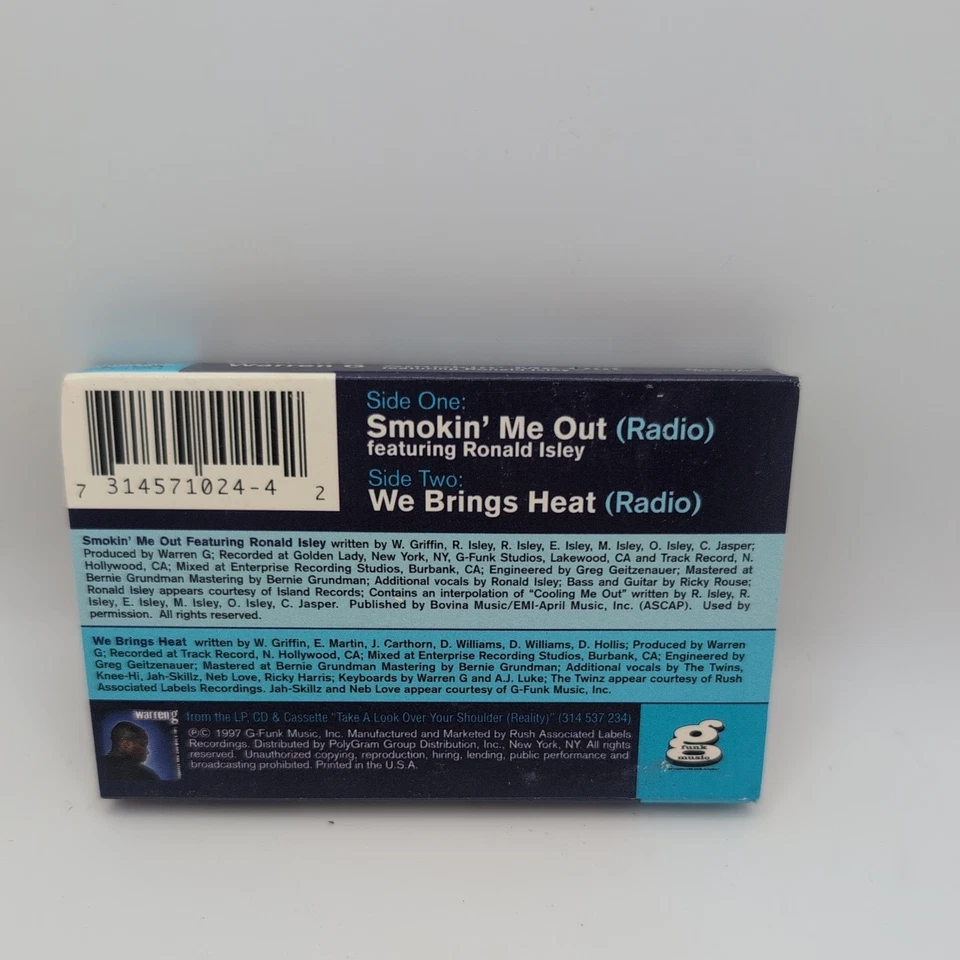 Warren G
Side One:
Smokin' Me Out (Radio)
featuring Ronald Isley
Side Two:
We Brings Heat (Radio)
7 314571024-4 2
Smokin' Me Out Featuring Ronald Isley written by W. Griffin, R. Isley, R. Isley, E. Isley, M. Isley, O. Isley, C. Jasper;
Produced by Warren G; Recorded at Golden Lady, New York, NY, G-Funk Studios, Lakewood, CA and Track Record, N.
Hollywood, CA; Mixed at Enterprise Recording Studios, Burbank, CA; Engineered by Greg Geitzenauer; Mastered at
Bernie Grundman Mastering by Bernie Grundman; Additional vocals by Ronald Isley; Bass and Guitar by Ricky Rouse;
Ronald Isley appears courtesy of Island Records; Contains an interpolation of "Cooling Me Out" written by R. Isley, R.
Isley, E. Isley, M. Isley, O. Isley, C. Jasper. Published by Bovina Music/EMI-April Music, Inc. (ASCAP). Used by
permission. All rights reserved.
We Brings Heat written by W. Griffin, E. Martin, J. Carthorn, D. Williams, D. Williams, D. Hollis; Produced by Warren
G; Recorded at Track Record, N. Hollywood, CA; Mixed at Enterprise Recording Studios, Burbank, CA; Engineered by
Greg Geitzenauer; Mastered at Bernie Grundman Mastering by Bernie Grundman; Additional vocals by The Twins,
Knee-Hi, Jah-Skillz, Neb Love, Ricky Harris; Keyboards by Warren G and A.J. Luke; The Twinz appear courtesy of Rush
Associated Labels Recordings. Jah-Skillz and Neb Love appear courtesy of G-Funk Music, Inc.
warren g
from the LP, CD & Cassette "Take A Look Over Your Shoulder (Reality)" (314 537 234)
℗© 1997 G-Funk Music, Inc. Manufactured and Marketed by Rush Associated Labels
Recordings. Distributed by PolyGram Group Distribution, Inc., New York, NY. All rights
reserved. Unauthorized copying, reproduction, hiring, lending, public performance and
broadcasting prohibited. Printed in the U.S.A.
g
funk
music